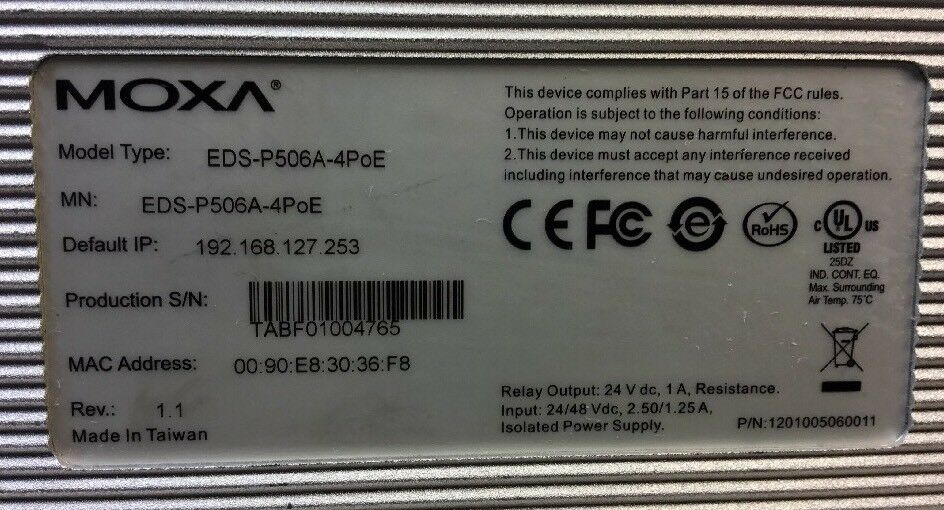 MOXA®
Model Type: EDS-P506A-4PoE
MN: EDS-P506A-4PoE
Default IP: 192.168.127.253
Production S/N:
TABF01004765
MAC Address: 00:90:E8:30:36:F8
Rev.: 1.1
Made In Taiwan
This device complies with Part 15 of the FCC rules.
Operation is subject to the following conditions:
1.This device may not cause harmful interference.
2.This device must accept any interference received
including interference that may cause undesired operation.
CE FC e RoHS c UL US
LISTED
25DZ
IND. CONT. EQ.
Max. Surrounding
Air Temp. 75°C
Relay Output: 24 V dc, 1 A, Resistance.
Input: 24/48 Vdc, 2.50/1.25 A,
Isolated Power Supply.
P/N:1201005060011